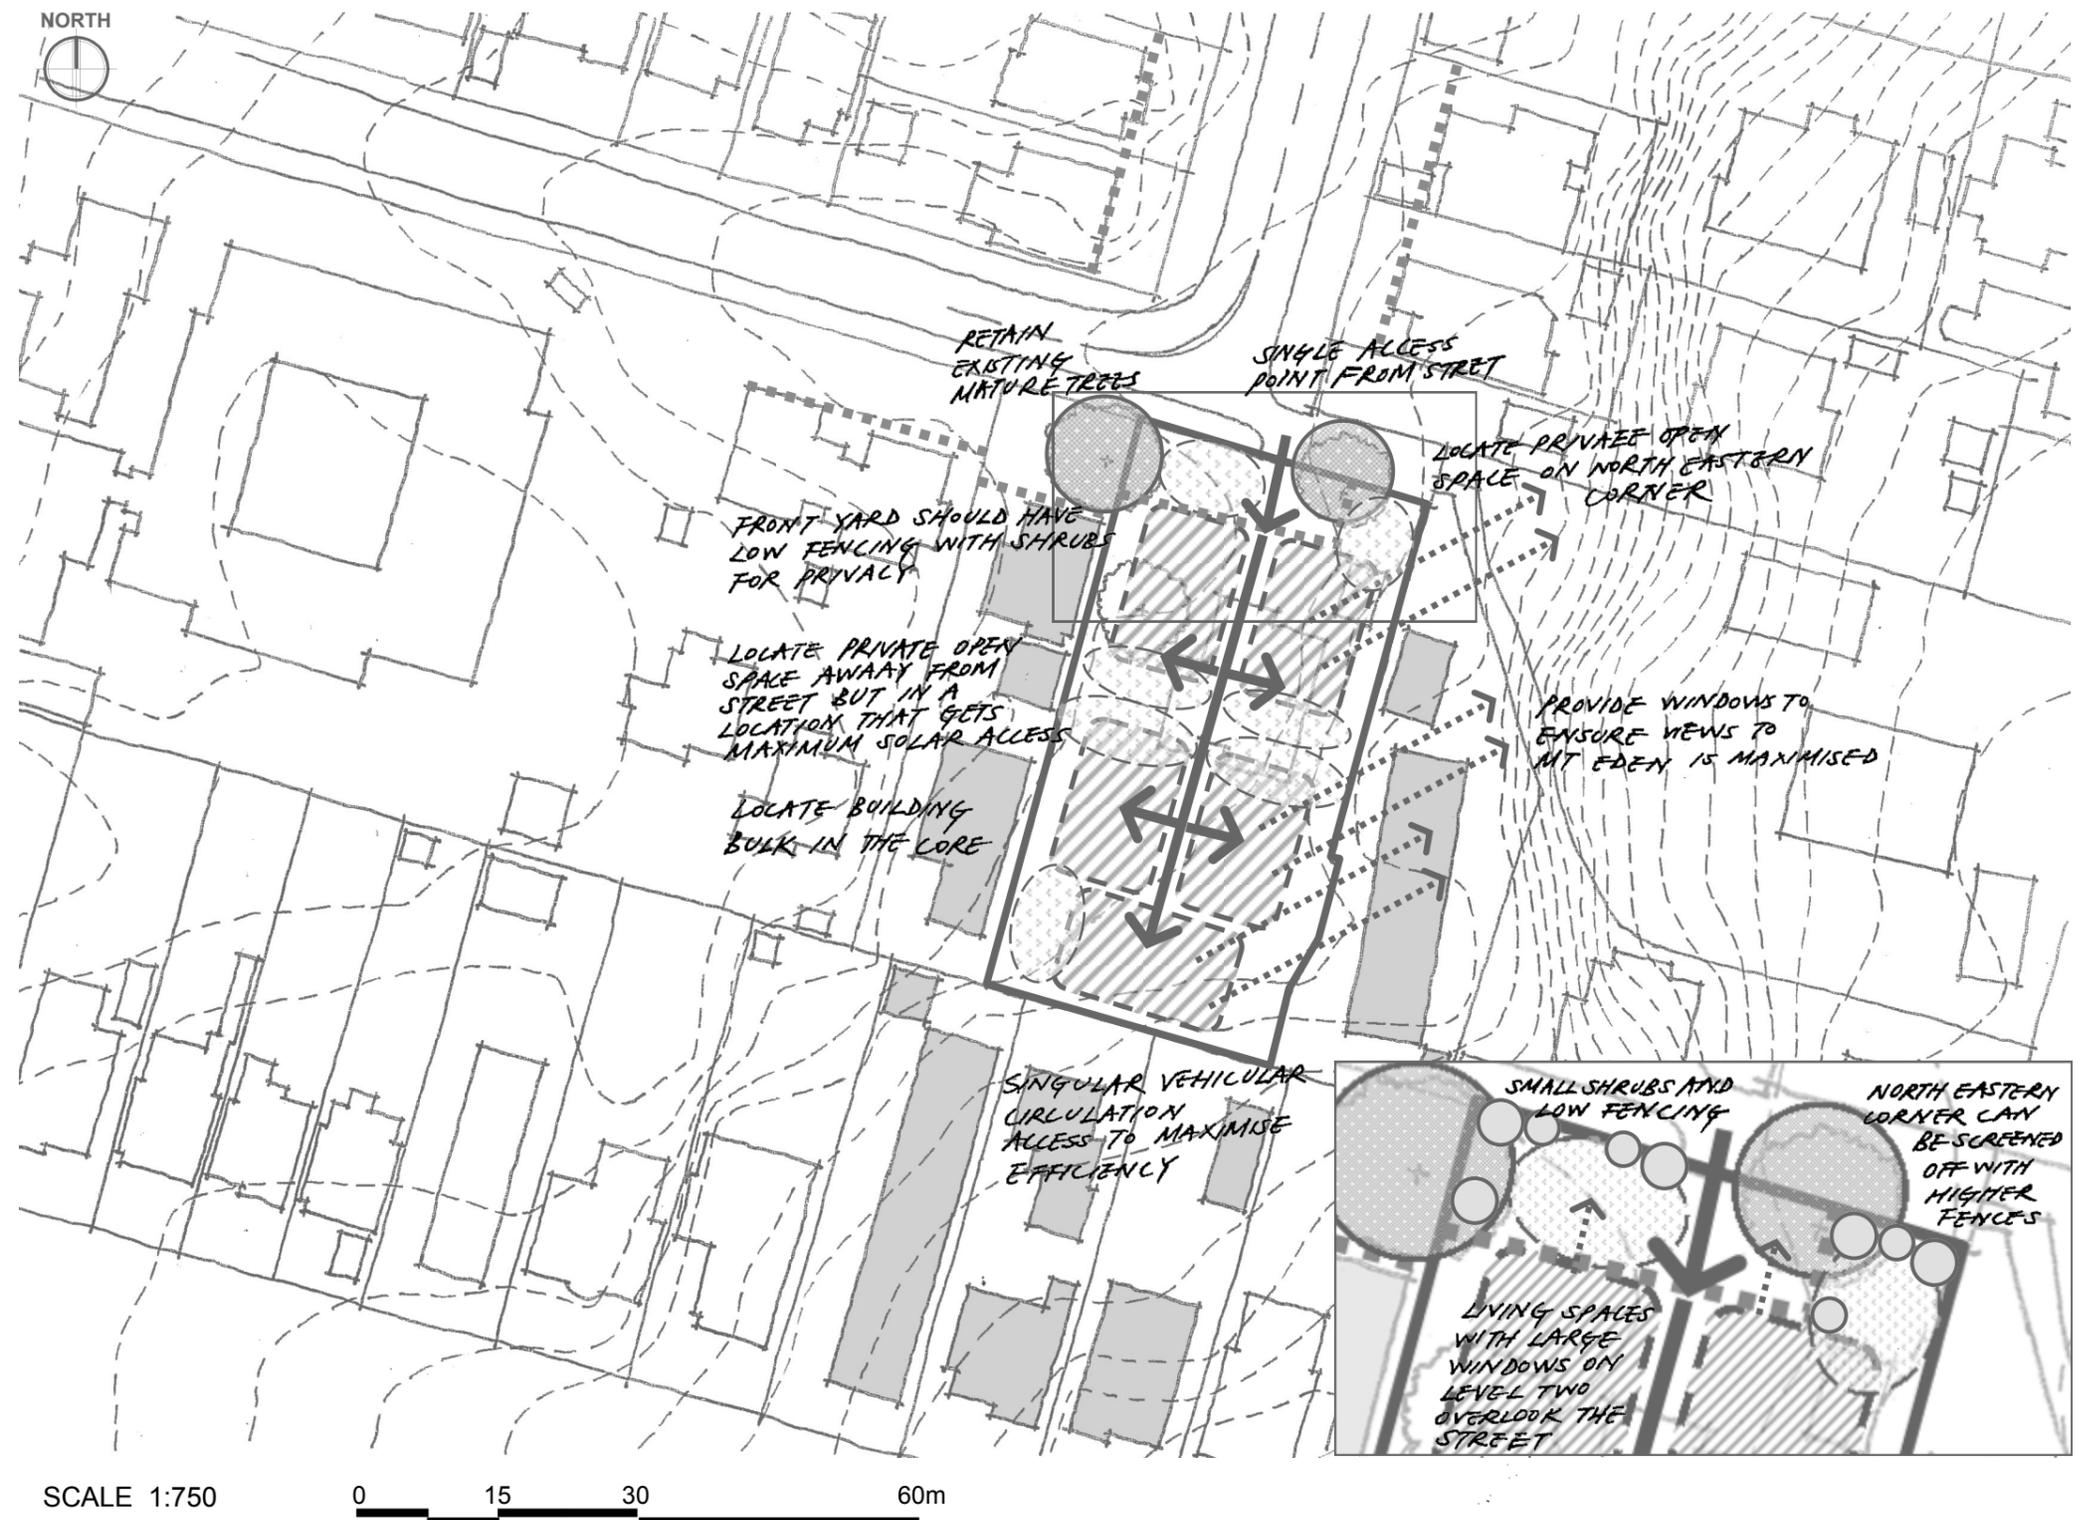 NORTH
RETAIN
EXISTING
MATURE TREES
SINGLE ACCESS
POINT FROM STRET
LOCATE PRIVAEE OPEN
SPACE ON NORTH EASTERN
CORNER
FRONT YARD SHOULD HAVE
LOW FENCING WITH SHRUBS
FOR PRIVACY
LOCATE PRIVATE OPEN
SPACE AWAAY FROM
STREET BUT IN A
LOCATION THAT GETS
MAXIMUM SOLAR ACCESS
PROVIDE WINDOWS TO
ENSURE VIEWS TO
MT EDEN IS MAXIMISED
LOCATE BUILDING
BULK IN THE CORE
SINGULAR VEHICULAR
CIRCULATION
ACCESS TO MAXIMISE
EFFICIENCY
SMALL SHRUBS AND
LOW FENCING
NORTH EASTERN
CORNER CAN
BE SCREENED
OFF WITH
HIGHER
FENCES
LIVING SPACES
WITH LARGE
WINDOWS ON
LEVEL TWO
OVERLOOK THE
STREET
SCALE 1:750
0 15 30 60m